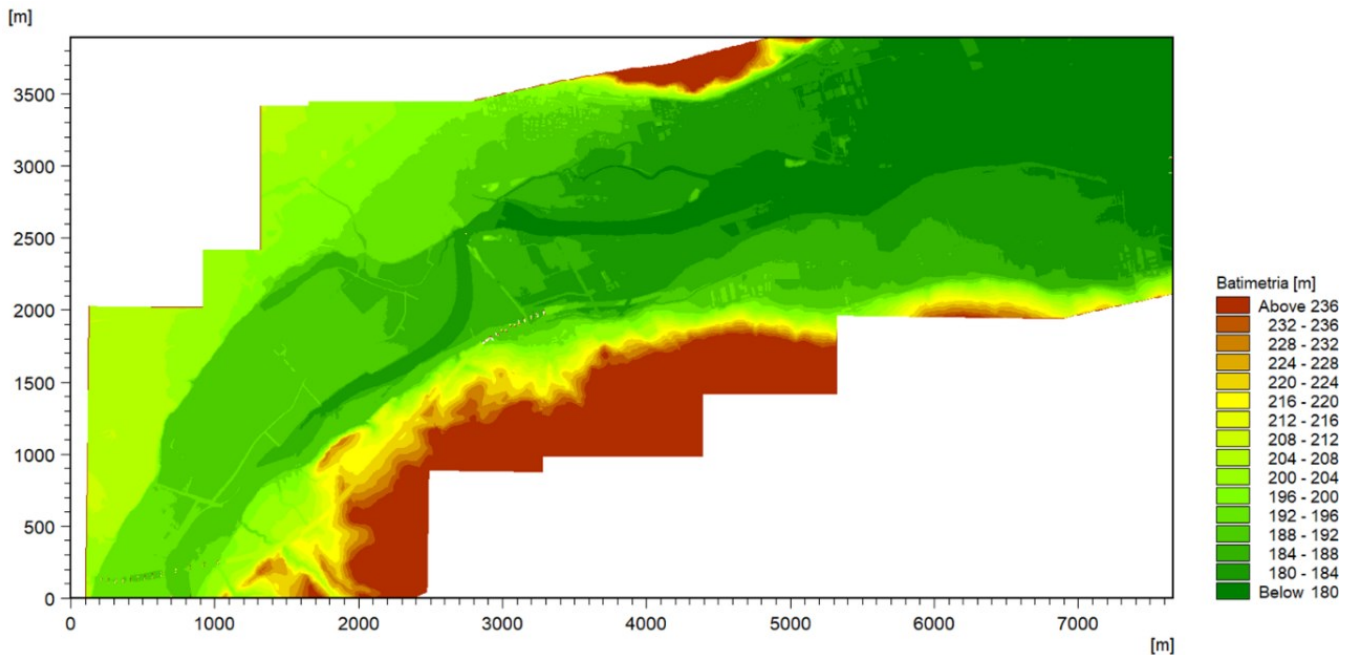 [m]
3500
3000
2500
2000
1500
1000
500
0
0 1000 2000 3000 4000 5000 6000 7000
[m]
Batimetria [m]
Above 236
232 - 236
228 - 232
224 - 228
220 - 224
216 - 220
212 - 216
208 - 212
204 - 208
200 - 204
196 - 200
192 - 196
188 - 192
184 - 188
180 - 184
Below 180